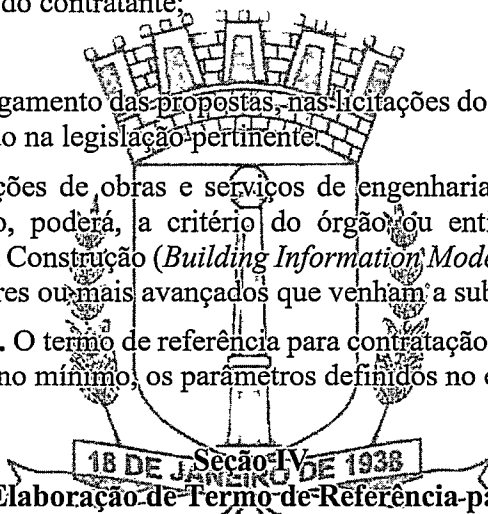 do contratante;
gamento das propostas, nas licitações do
o na legislação pertinente.
ções de obras e serviços de engenharia
o, poderá, a critério do órgão ou enti
Construção (Building Information Mode
res ou mais avançados que venham a sub
. O termo de referência para contratação
no mínimo, os parâmetros definidos no e
18 DE JANEIRO DE 1938
Seção IV
Elaboração de Termo de Referência pa